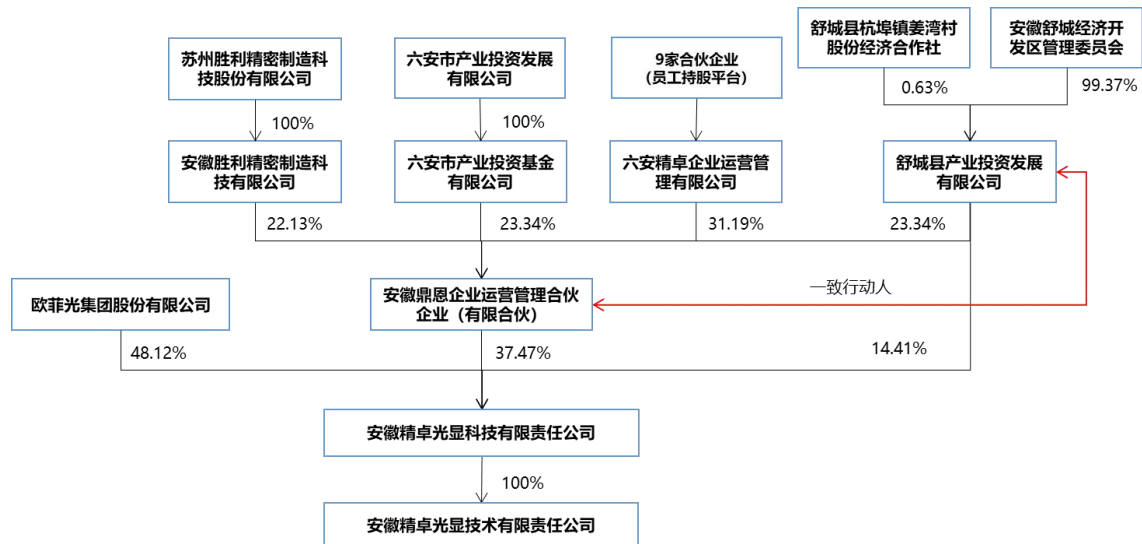 舒城县杭埠镇姜湾村
股份经济合作社
安徽舒城经济开
发区管理委员会
苏州胜利精密制造科
技股份有限公司
六安市产业投资发展
有限公司
9家合伙企业
（员工持股平台）
0.63%
99.37%
100%
100%
安徽胜利精密制造科
技有限公司
六安市产业投资基金
有限公司
六安精卓企业运营管
理有限公司
舒城县产业投资发展
有限公司
22.13%
23.34%
31.19%
23.34%
欧菲光集团股份有限公司
安徽鼎恩企业运营管理合伙
企业（有限合伙）
一致行动人
48.12%
37.47%
14.41%
安徽精卓光显科技有限责任公司
100%
安徽精卓光显技术有限责任公司